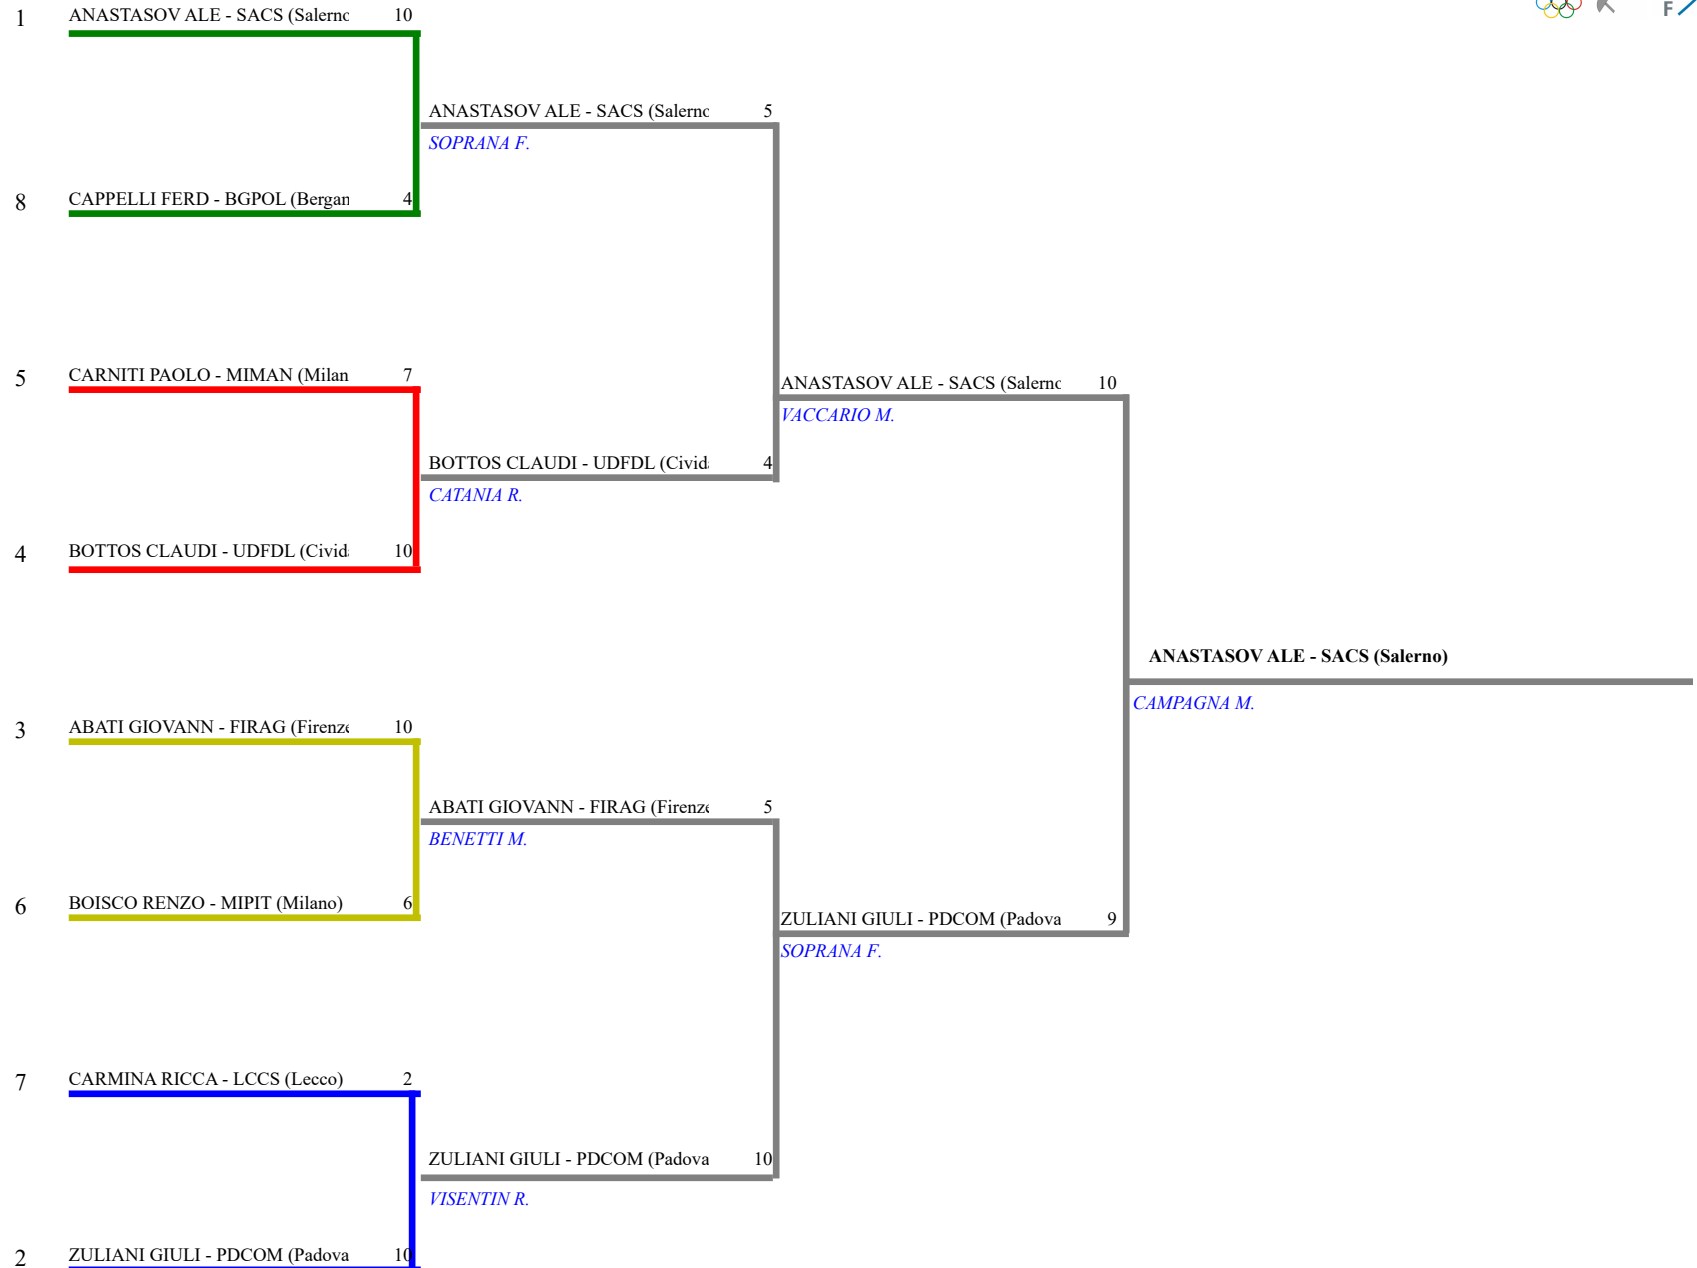 1 ANASTASOV ALE - SACS (Salerno 10
F
ANASTASOV ALE - SACS (Salerno 5
SOPRANA F.
8 CAPPELLI FERD - BGPOL (Bergan 4
5 CARNITI PAOLO - MIMAN (Milan 7
ANASTASOV ALE - SACS (Salerno 10
VACCARIO M.
BOTTOS CLAUDI - UDFDL (Civid 4
CATANIA R.
4 BOTTOS CLAUDI - UDFDL (Civid 10
ANASTASOV ALE - SACS (Salerno)
CAMPAGNA M.
3 ABATI GIOVANN - FIRAG (Firenze 10
ABATI GIOVANN - FIRAG (Firenze 5
BENETTI M.
6 BOISCO RENZO - MIPIT (Milano) 6
ZULIANI GIULI - PDCOM (Padova 9
SOPRANA F.
7 CARMINA RICCA - LCCS (Lecco) 2
ZULIANI GIULI - PDCOM (Padova 10
VISENTIN R.
2 ZULIANI GIULI - PDCOM (Padova 10